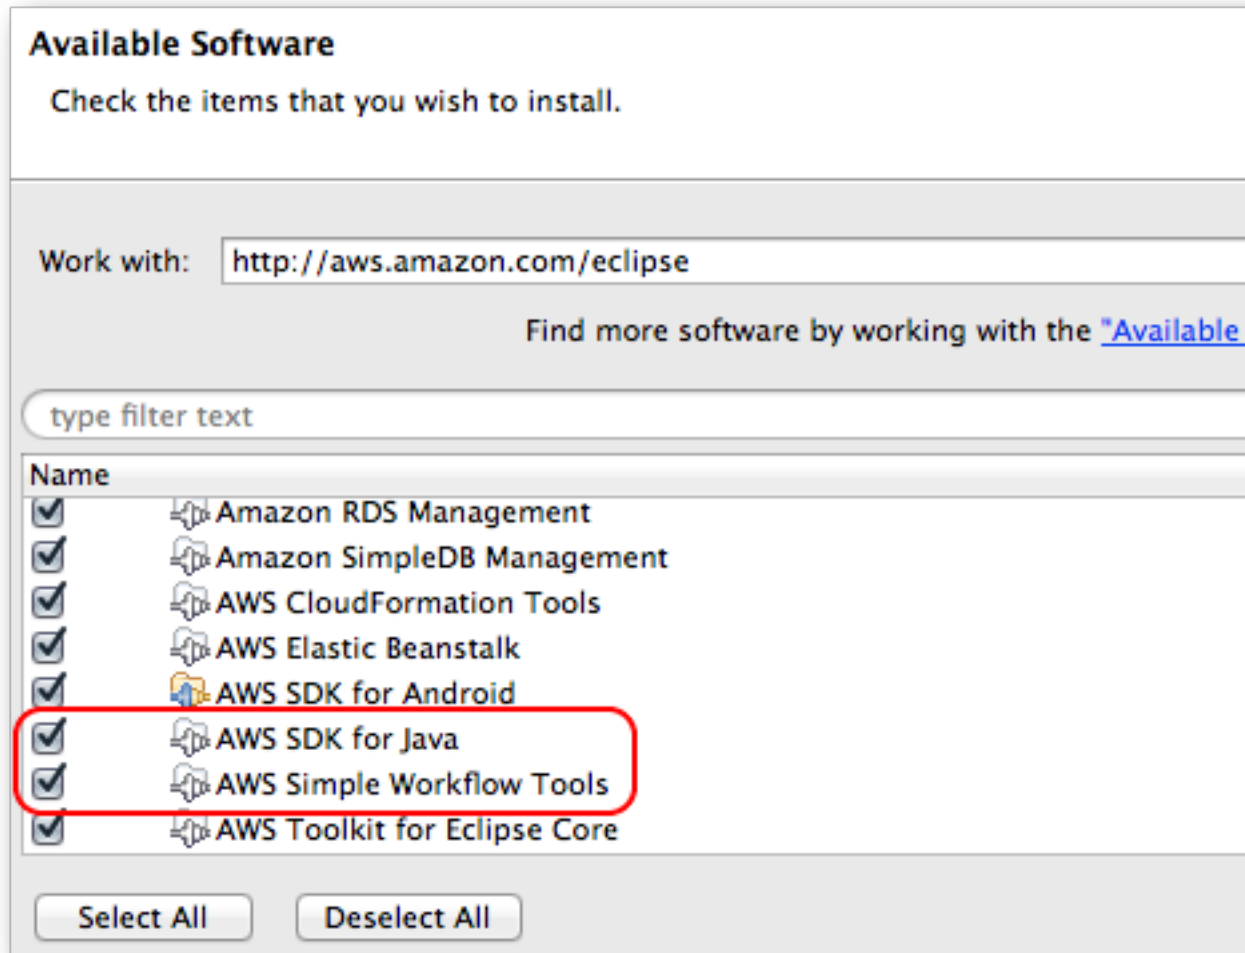 Available Software
Check the items that you wish to install.
Work with: http://aws.amazon.com/eclipse
Find more software by working with the "Available
type filter text
Name
Amazon RDS Management
Amazon SimpleDB Management
AWS CloudFormation Tools
AWS Elastic Beanstalk
AWS SDK for Android
AWS SDK for Java
AWS Simple Workflow Tools
AWS Toolkit for Eclipse Core
Select All Deselect All